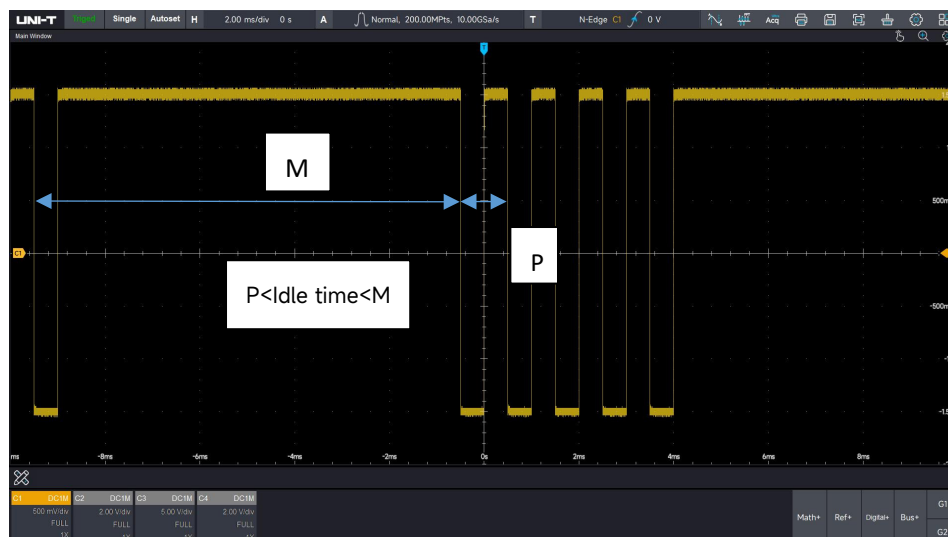 UNI-T Triged Single Autoset H 2.00 ms/div 0 s A Normal, 200.00MPts, 10.00GSa/s T N-Edge C1 0 V Acq
Main Window
T
M
500m
C1
P
P<Idle time<M
-500m
-1.5
ms -8ms -6ms -4ms -2ms 0s 2ms 4ms 6ms 8ms
C1 DC1M C2 DC1M C3 DC1M C4 DC1M
500 mV/div 2.00 V/div 5.00 V/div 2.00 V/div
FULL FULL FULL FULL
1X 1X 1X 1X
Math+ Ref+ Digital+ Bus+ G1
G2